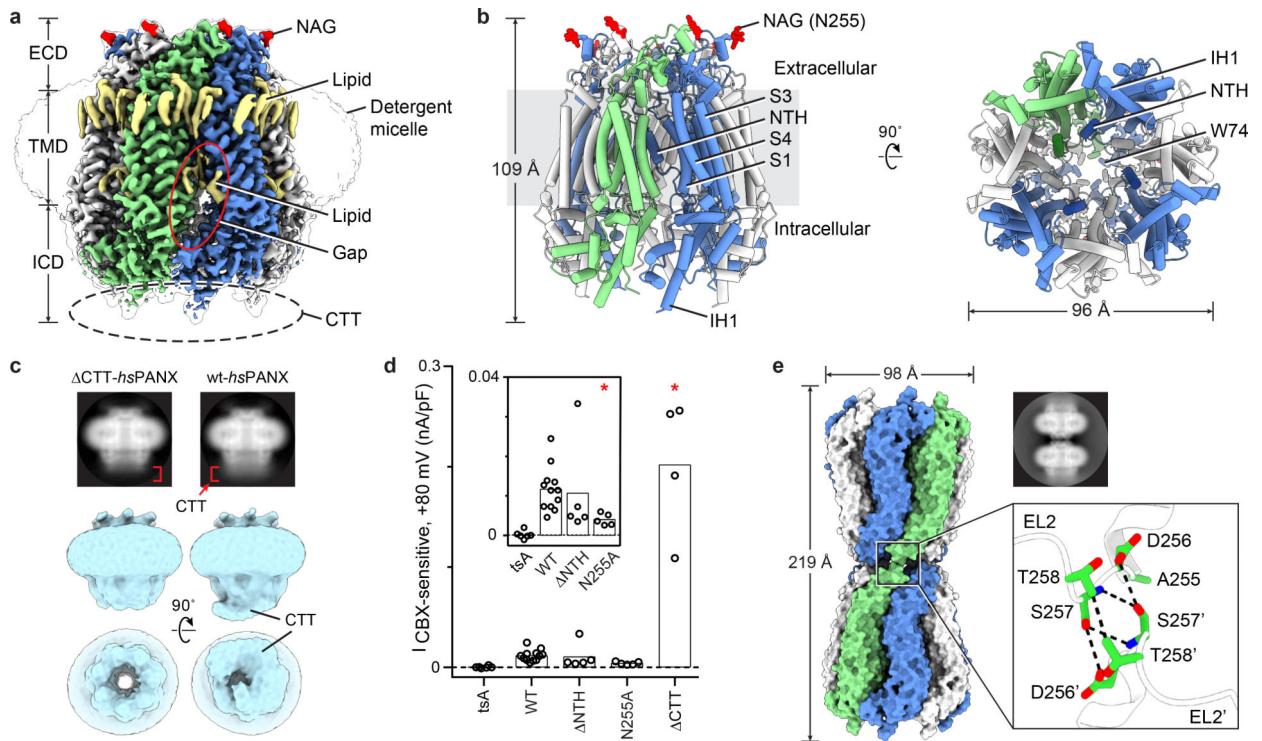 a
ECD
TMD
ICD
NAG
Lipid
Detergent
micelle
Lipid
Gap
CTT
b
109 Å
NAG (N255)
Extracellular
S3
NTH
S4
S1
Intracellular
IH1
90°
IH1
NTH
W74
96 Å
c
ΔCTT-hsPANX
wt-hsPANX
CTT
90°
CTT
d
I CBX-sensitive, +80 mV (nA/pF)
0.3
0
0.04
0
*
*
tsA
WT
ΔNTH
N255A
tsA
WT
ΔNTH
N255A
ΔCTT
e
98 Å
219 Å
EL2
D256
T258
A255
S257
S257'
T258'
D256'
EL2'